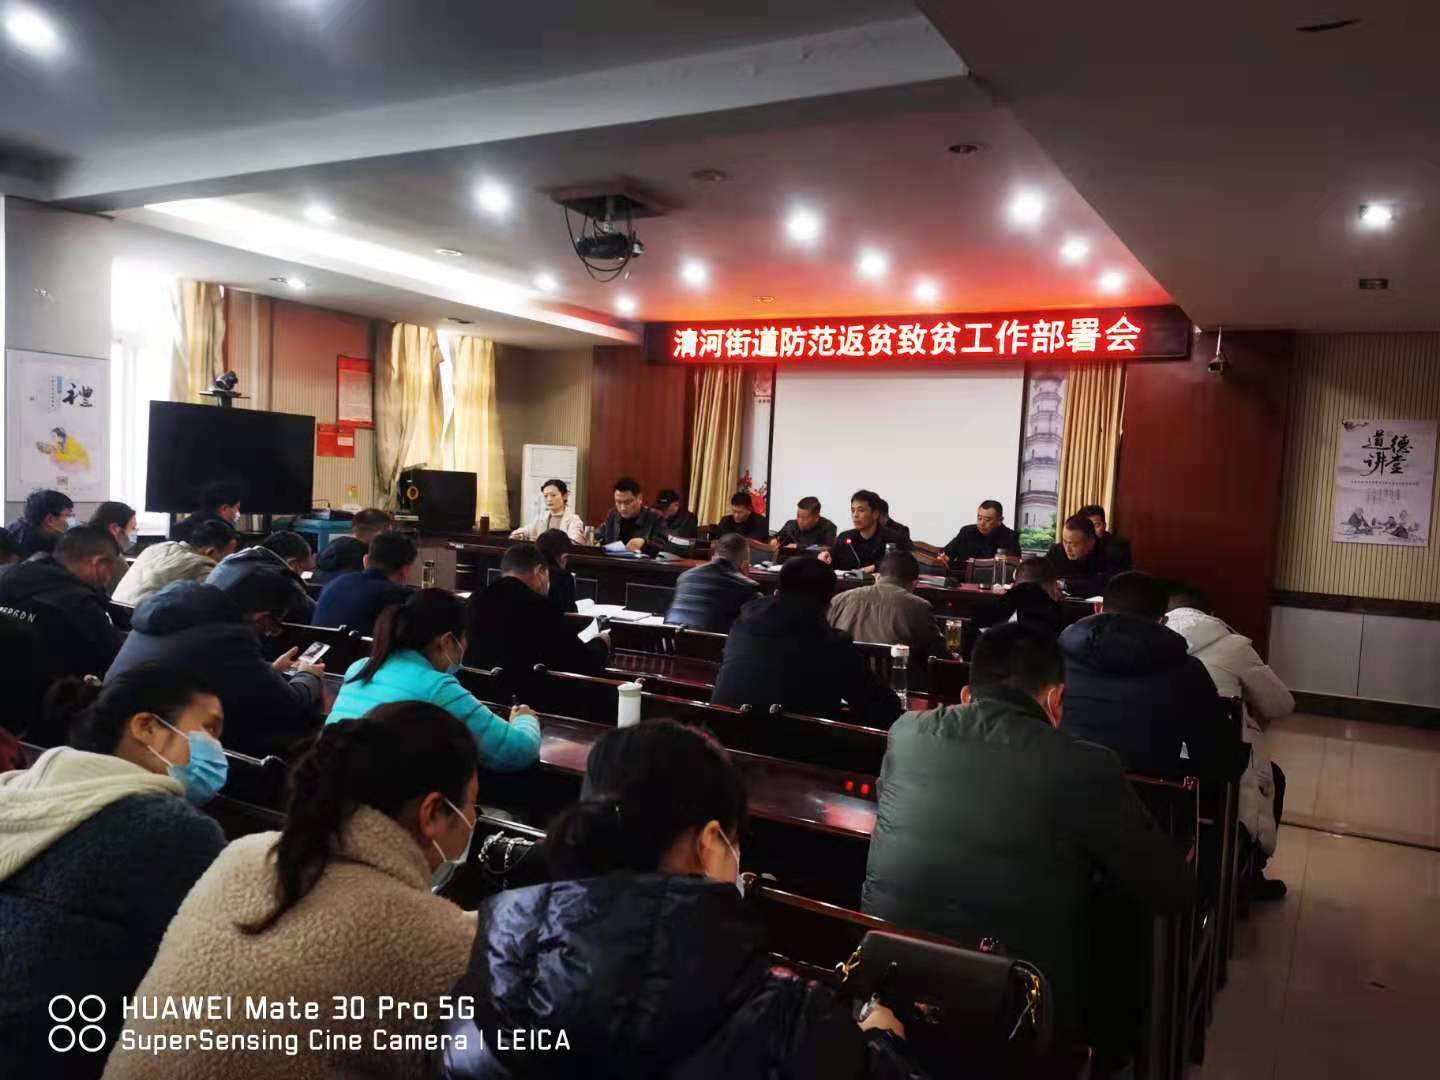 清河街道防范返贫致贫工作部署会
禮
道德
讲堂
HUAWEI Mate 30 Pro 5G
SuperSensing Cine Camera | LEICA